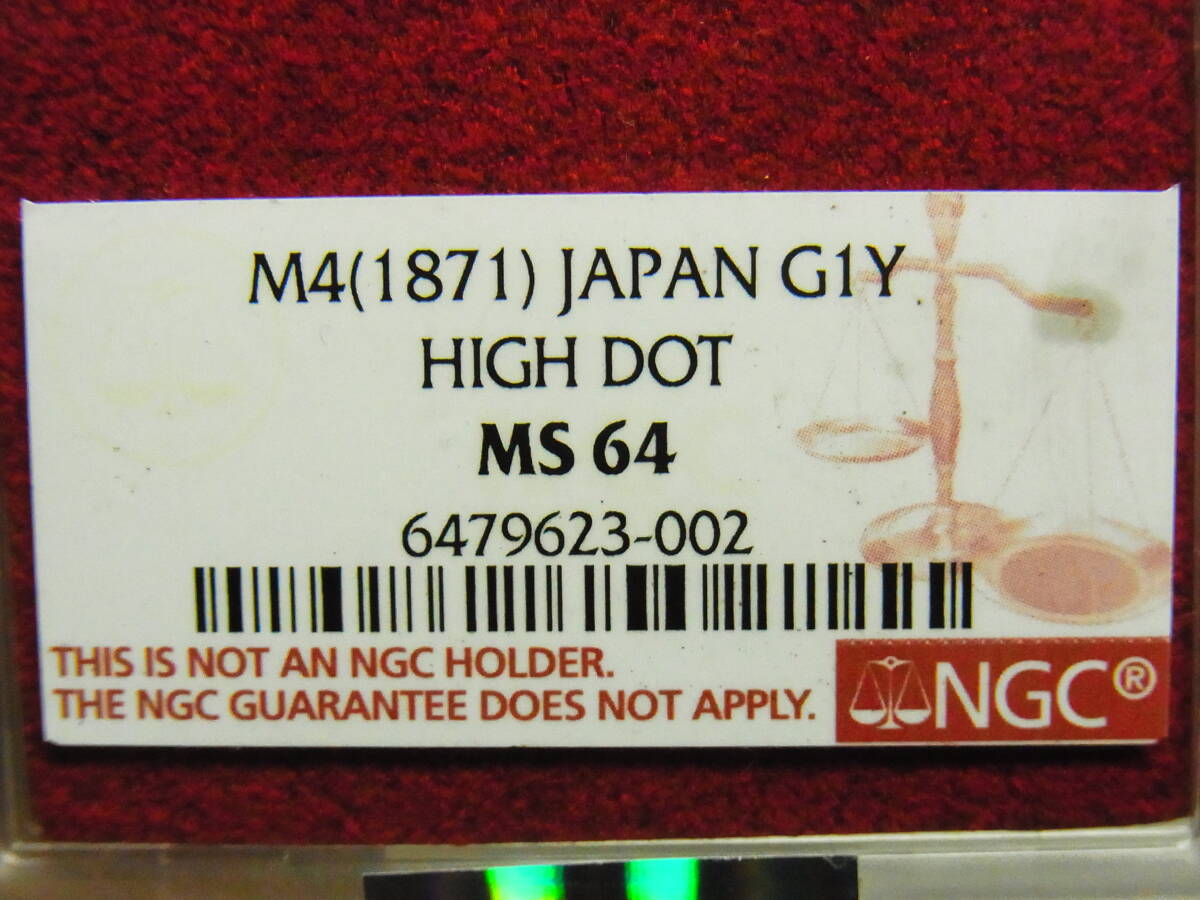 M4(1871) JAPAN G1Y
HIGH DOT
MS 64
6479623-002
THIS IS NOT AN NGC HOLDER.
THE NGC GUARANTEE DOES NOT APPLY.
NGC®